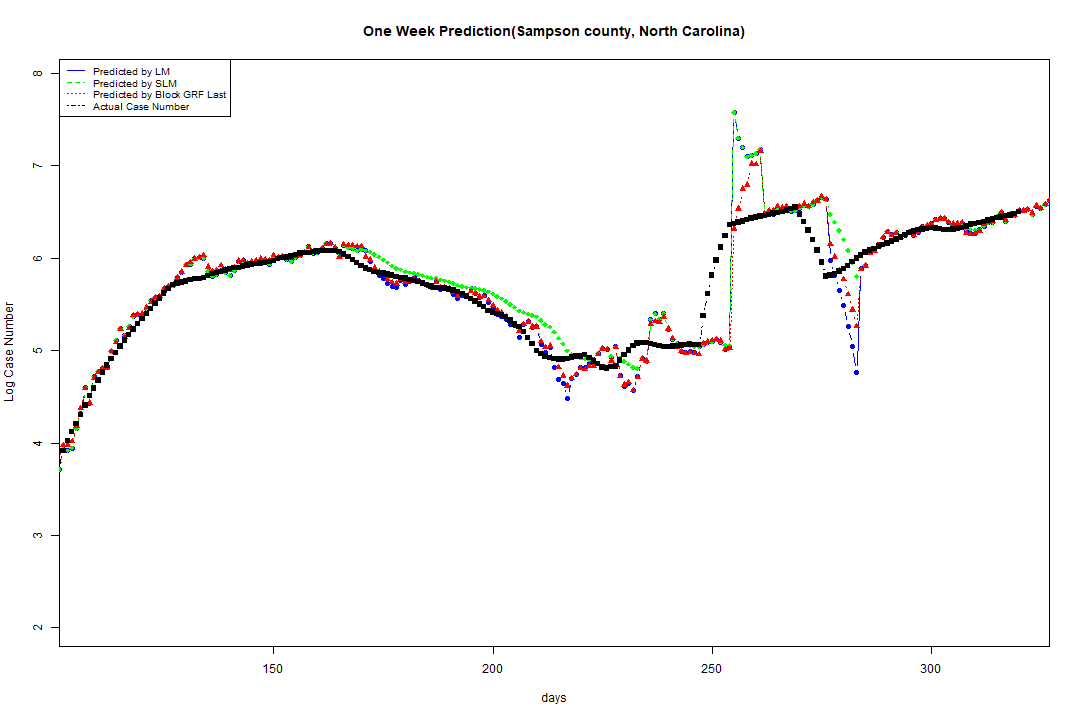 One Week Prediction(Sampson county, North Carolina)
Predicted by LM
Predicted by SLM
Predicted by Block GRF Last
Actual Case Number
8
7
6
5
4
3
2
Log Case Number
150
200
250
300
days